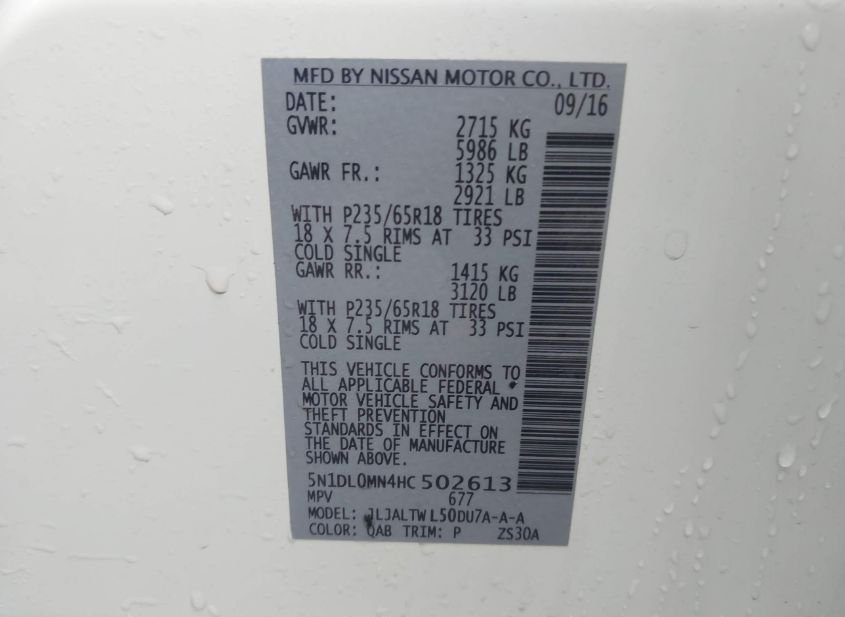 MFD BY NISSAN MOTOR CO., LTD.
DATE: 09/16
GVWR: 2715 KG
5986 LB
GAWR FR.: 1325 KG
2921 LB
WITH P235/65R18 TIRES
18 X 7.5 RIMS AT 33 PSI
COLD SINGLE
GAWR RR.: 1415 KG
3120 LB
WITH P235/65R18 TIRES
18 X 7.5 RIMS AT 33 PSI
COLD SINGLE
THIS VEHICLE CONFORMS TO
ALL APPLICABLE FEDERAL
MOTOR VEHICLE SAFETY AND
THEFT PREVENTION
STANDARDS IN EFFECT ON
THE DATE OF MANUFACTURE
SHOWN ABOVE.
5N1DL0MN4HC502613
MPV 677
MODEL: JLJALTWL50DU7A-A-A
COLOR: QAB TRIM: P ZS30A